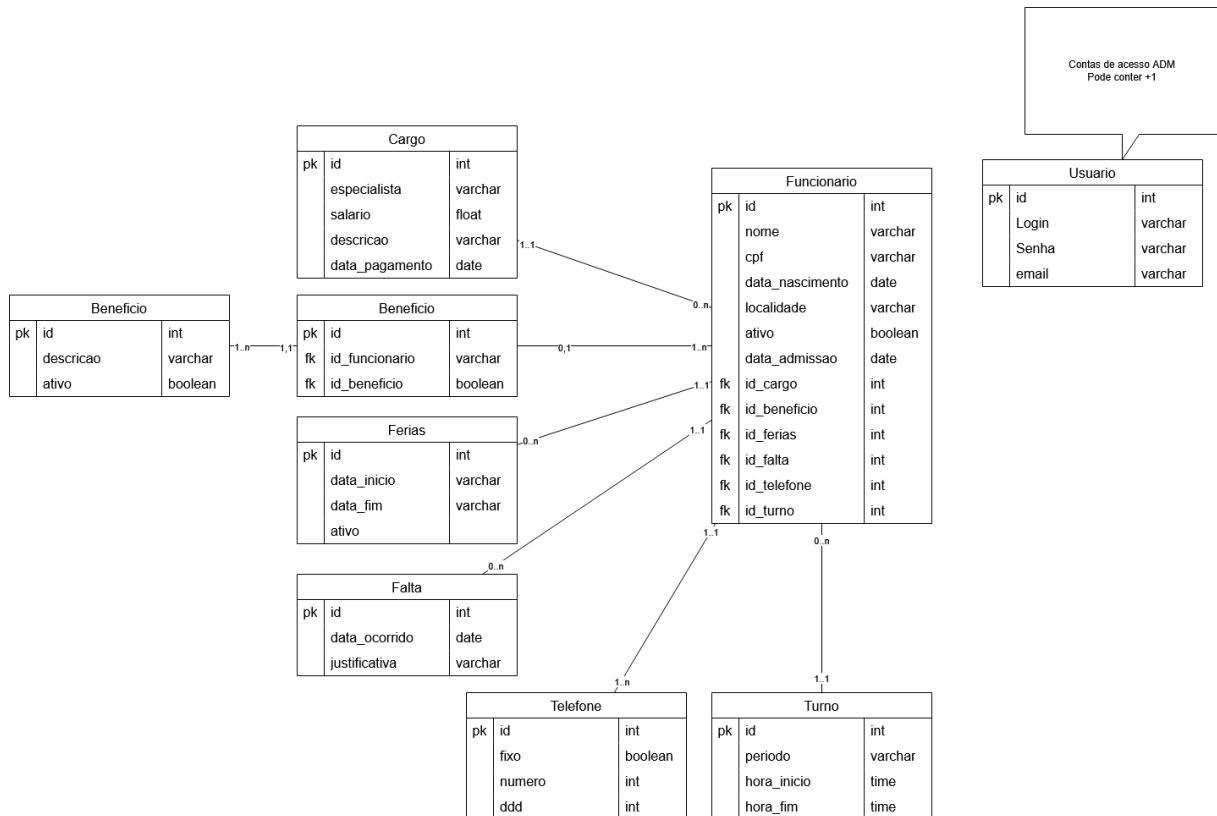 Contas de acesso ADM
Pode conter +1
Cargo
pk id int
especialista varchar
salario float
descricao varchar
data_pagamento date
Funcionario
pk id int
nome varchar
cpf varchar
data_nascimento date
localidade varchar
ativo boolean
data_admissao date
fk id_cargo int
fk id_beneficio int
fk id_ferias int
fk id_falta int
fk id_telefone int
fk id_turno int
Usuario
pk id int
Login varchar
Senha varchar
email varchar
1..1
0..n
Beneficio
pk id int
descricao varchar
ativo boolean
1..n
1,1
Beneficio
pk id int
fk id_funcionario varchar
fk id_beneficio boolean
0,1
1..n
Ferias
pk id int
data_inicio varchar
data_fim varchar
ativo
0..n
1..1
1..1
0..n
Falta
pk id int
data_ocorrido date
justificativa varchar
1..1
1..n
0..n
1..1
Telefone
pk id int
fixo boolean
numero int
ddd int
Turno
pk id int
periodo varchar
hora_inicio time
hora_fim time